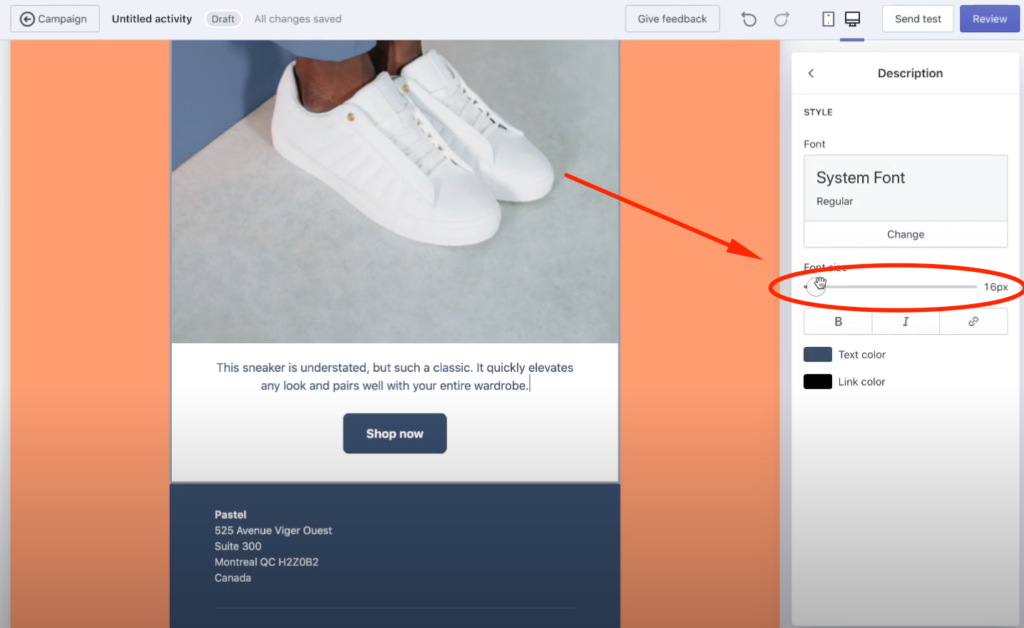 Campaign
Untitled activity
Draft
All changes saved
Give feedback
Send test
Review
Description
STYLE
Font
System Font
Regular
Change
Font size
16px
B
I
Text color
Link color
This sneaker is understated, but such a classic. It quickly elevates
any look and pairs well with your entire wardrobe.
Shop now
Pastel
525 Avenue Viger Ouest
Suite 300
Montreal QC H2Z0B2
Canada